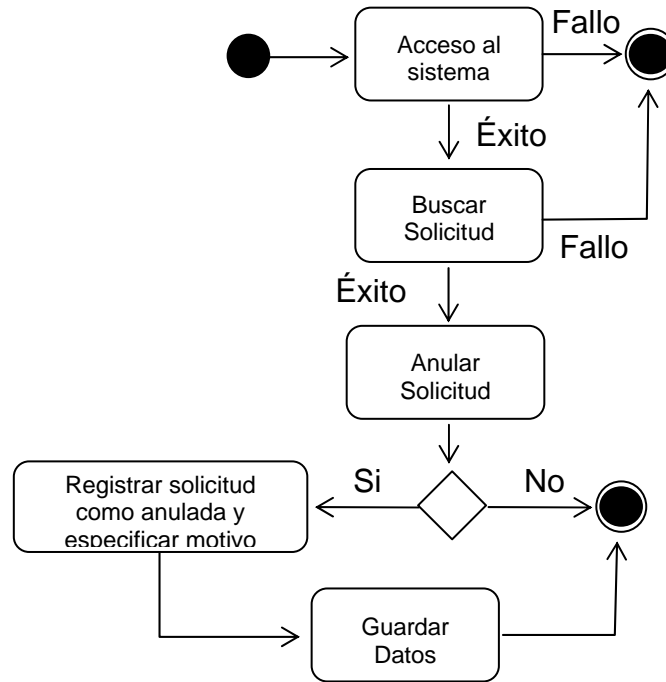 Acceso al
sistema
Fallo
Éxito
Buscar
Solicitud
Fallo
Éxito
Anular
Solicitud
Si
No
Registrar solicitud
como anulada y
especificar motivo
Guardar
Datos